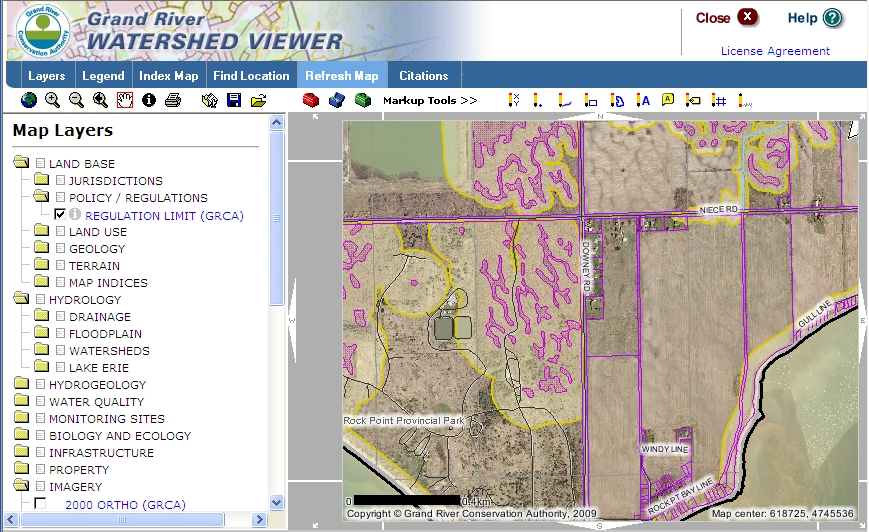 Grand River
WATERSHED VIEWER
Grand River
Conservation Authority
Close X
Help ?
License Agreement
Layers
Legend
Index Map
Find Location
Refresh Map
Citations
Markup Tools >>
Map Layers
LAND BASE
JURISDICTIONS
POLICY / REGULATIONS
REGULATION LIMIT (GRCA)
LAND USE
GEOLOGY
TERRAIN
MAP INDICES
HYDROLOGY
DRAINAGE
FLOODPLAIN
WATERSHEDS
LAKE ERIE
HYDROGEOLOGY
WATER QUALITY
MONITORING SITES
BIOLOGY AND ECOLOGY
INFRASTRUCTURE
PROPERTY
IMAGERY
2000 ORTHO (GRCA)
N
NIECE RD
DOWNEY RD
GULL LINE
W
E
Rock Point Provincial Park
WINDY LINE
ROCK PT BAY LINE
0 0.4km
Copyright © Grand River Conservation Authority, 2009
Map center: 618725, 4745536
S